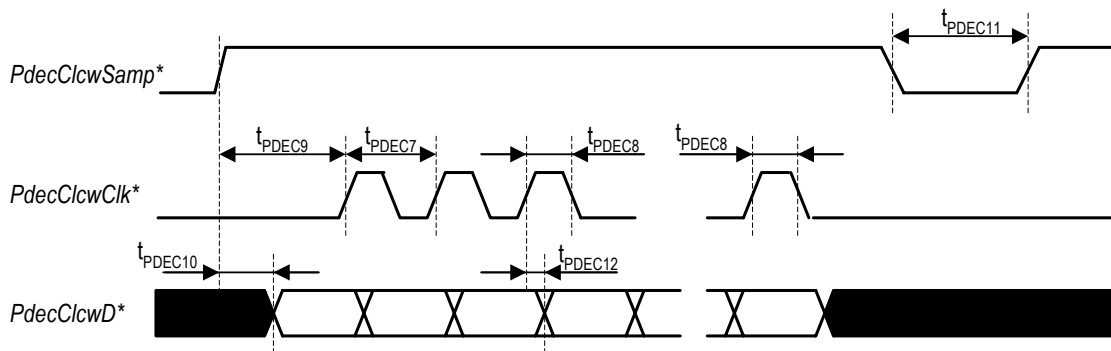 tPDEC11
PdecClcwSamp*
tPDEC9
tPDEC7
tPDEC8
tPDEC8
PdecClcwClk*
tPDEC10
tPDEC12
PdecClcwD*